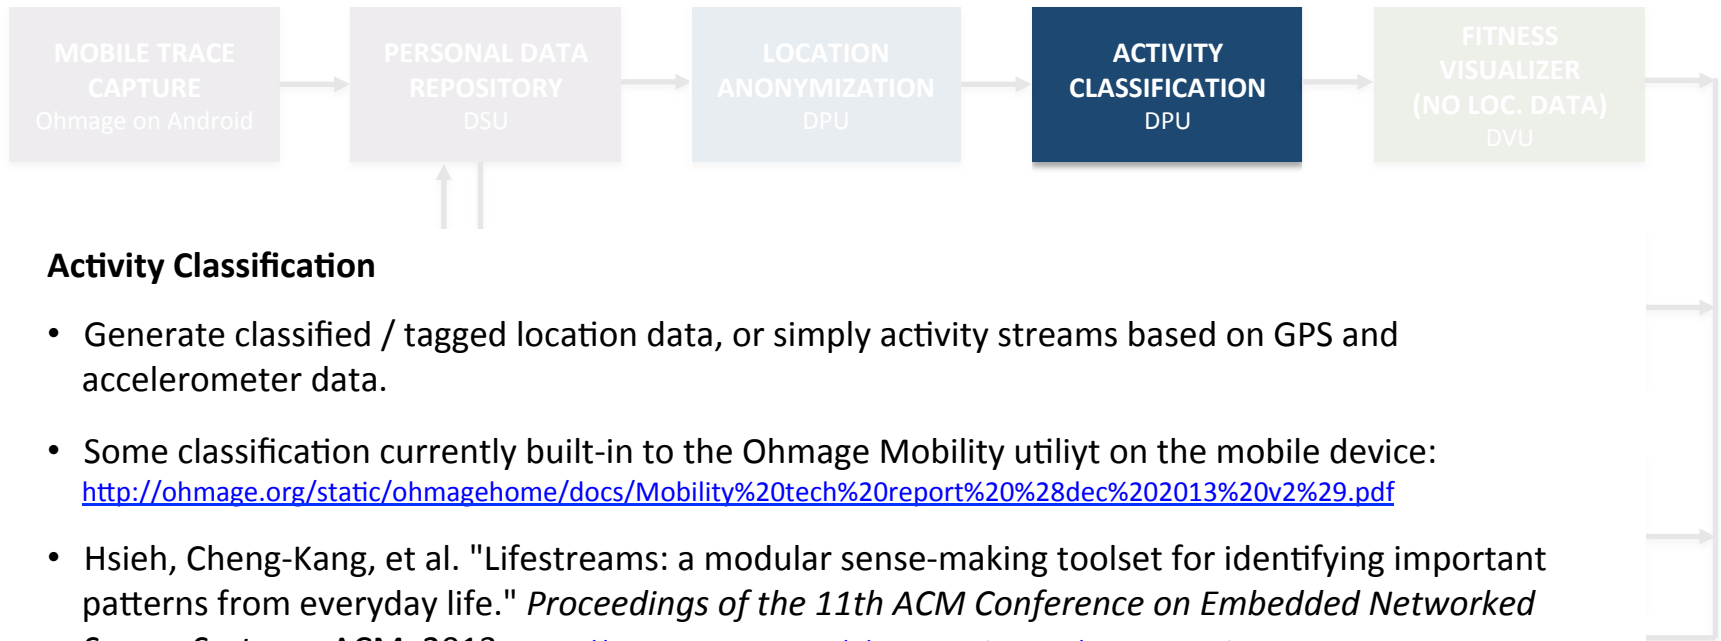 MOBILE TRACE
CAPTURE
Ohmage on Android
PERSONAL DATA
REPOSITORY
DSU
LOCATION
ANONYMIZATION
DPU
ACTIVITY
CLASSIFICATION
DPU
FITNESS
VISUALIZER
(NO LOC. DATA)
DVU
Activity Classification
• Generate classified / tagged location data, or simply activity streams based on GPS and
accelerometer data.
• Some classification currently built-in to the Ohmage Mobility utiliyt on the mobile device:
http://ohmage.org/static/ohmagehome/docs/Mobility%20tech%20report%20%28dec%202013%20v2%29.pdf
• Hsieh, Cheng-Kang, et al. "Lifestreams: a modular sense-making toolset for identifying important
patterns from everyday life." Proceedings of the 11th ACM Conference on Embedded Networked